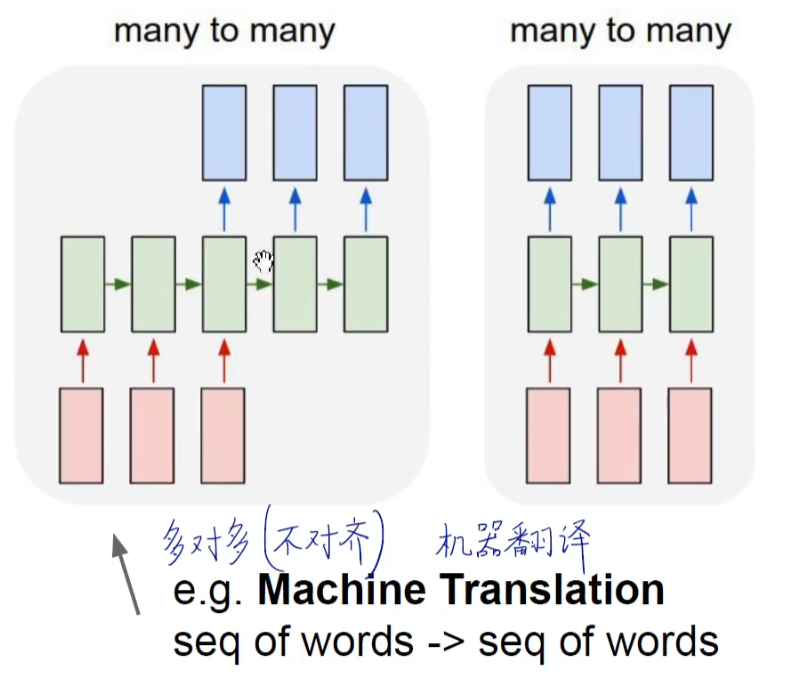 many to many many to many
多对多(不对齐) 机器翻译
e.g. Machine Translation
seq of words -> seq of words